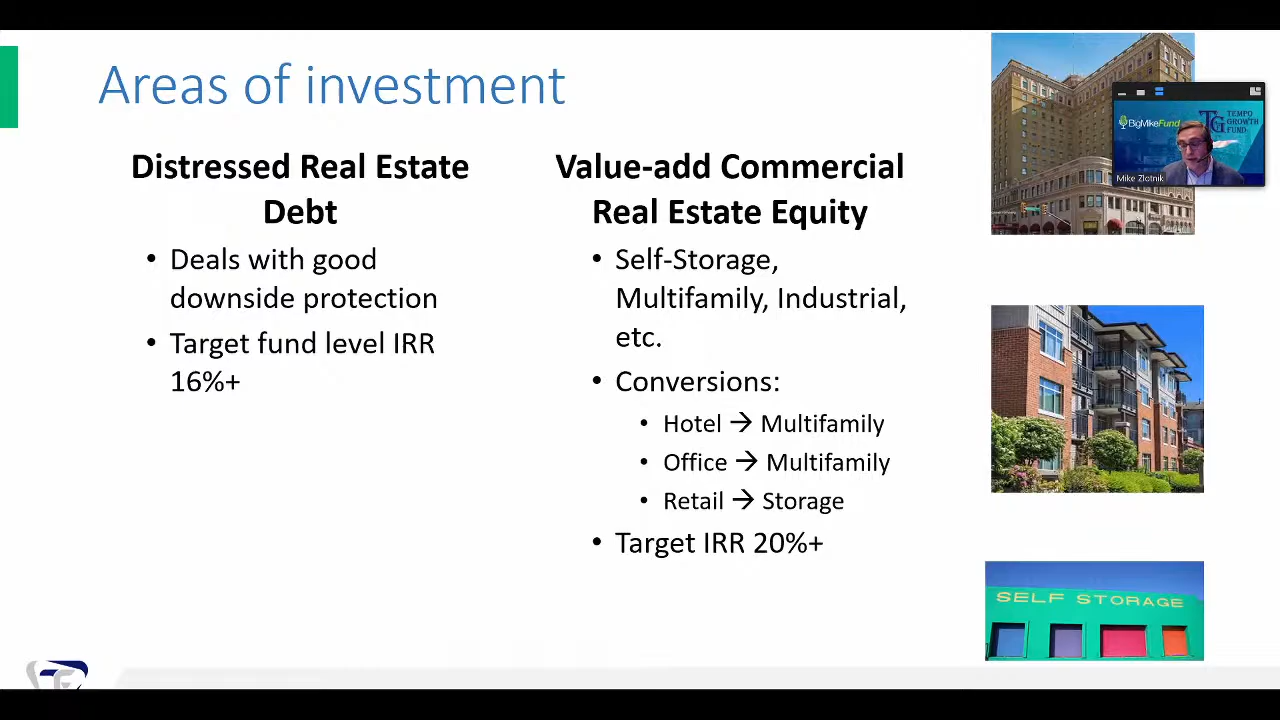 Areas of investment
Distressed Real Estate
Debt
• Deals with good
downside protection
• Target fund level IRR
16%+
Value-add Commercial
Real Estate Equity
• Self-Storage,
Multifamily, Industrial,
etc.
• Conversions:
• Hotel → Multifamily
• Office → Multifamily
• Retail → Storage
• Target IRR 20%+
BigMikeFund
TG
TEMPO
GROWTH
FUND
Mike Zlotnik
SELF STORAGE